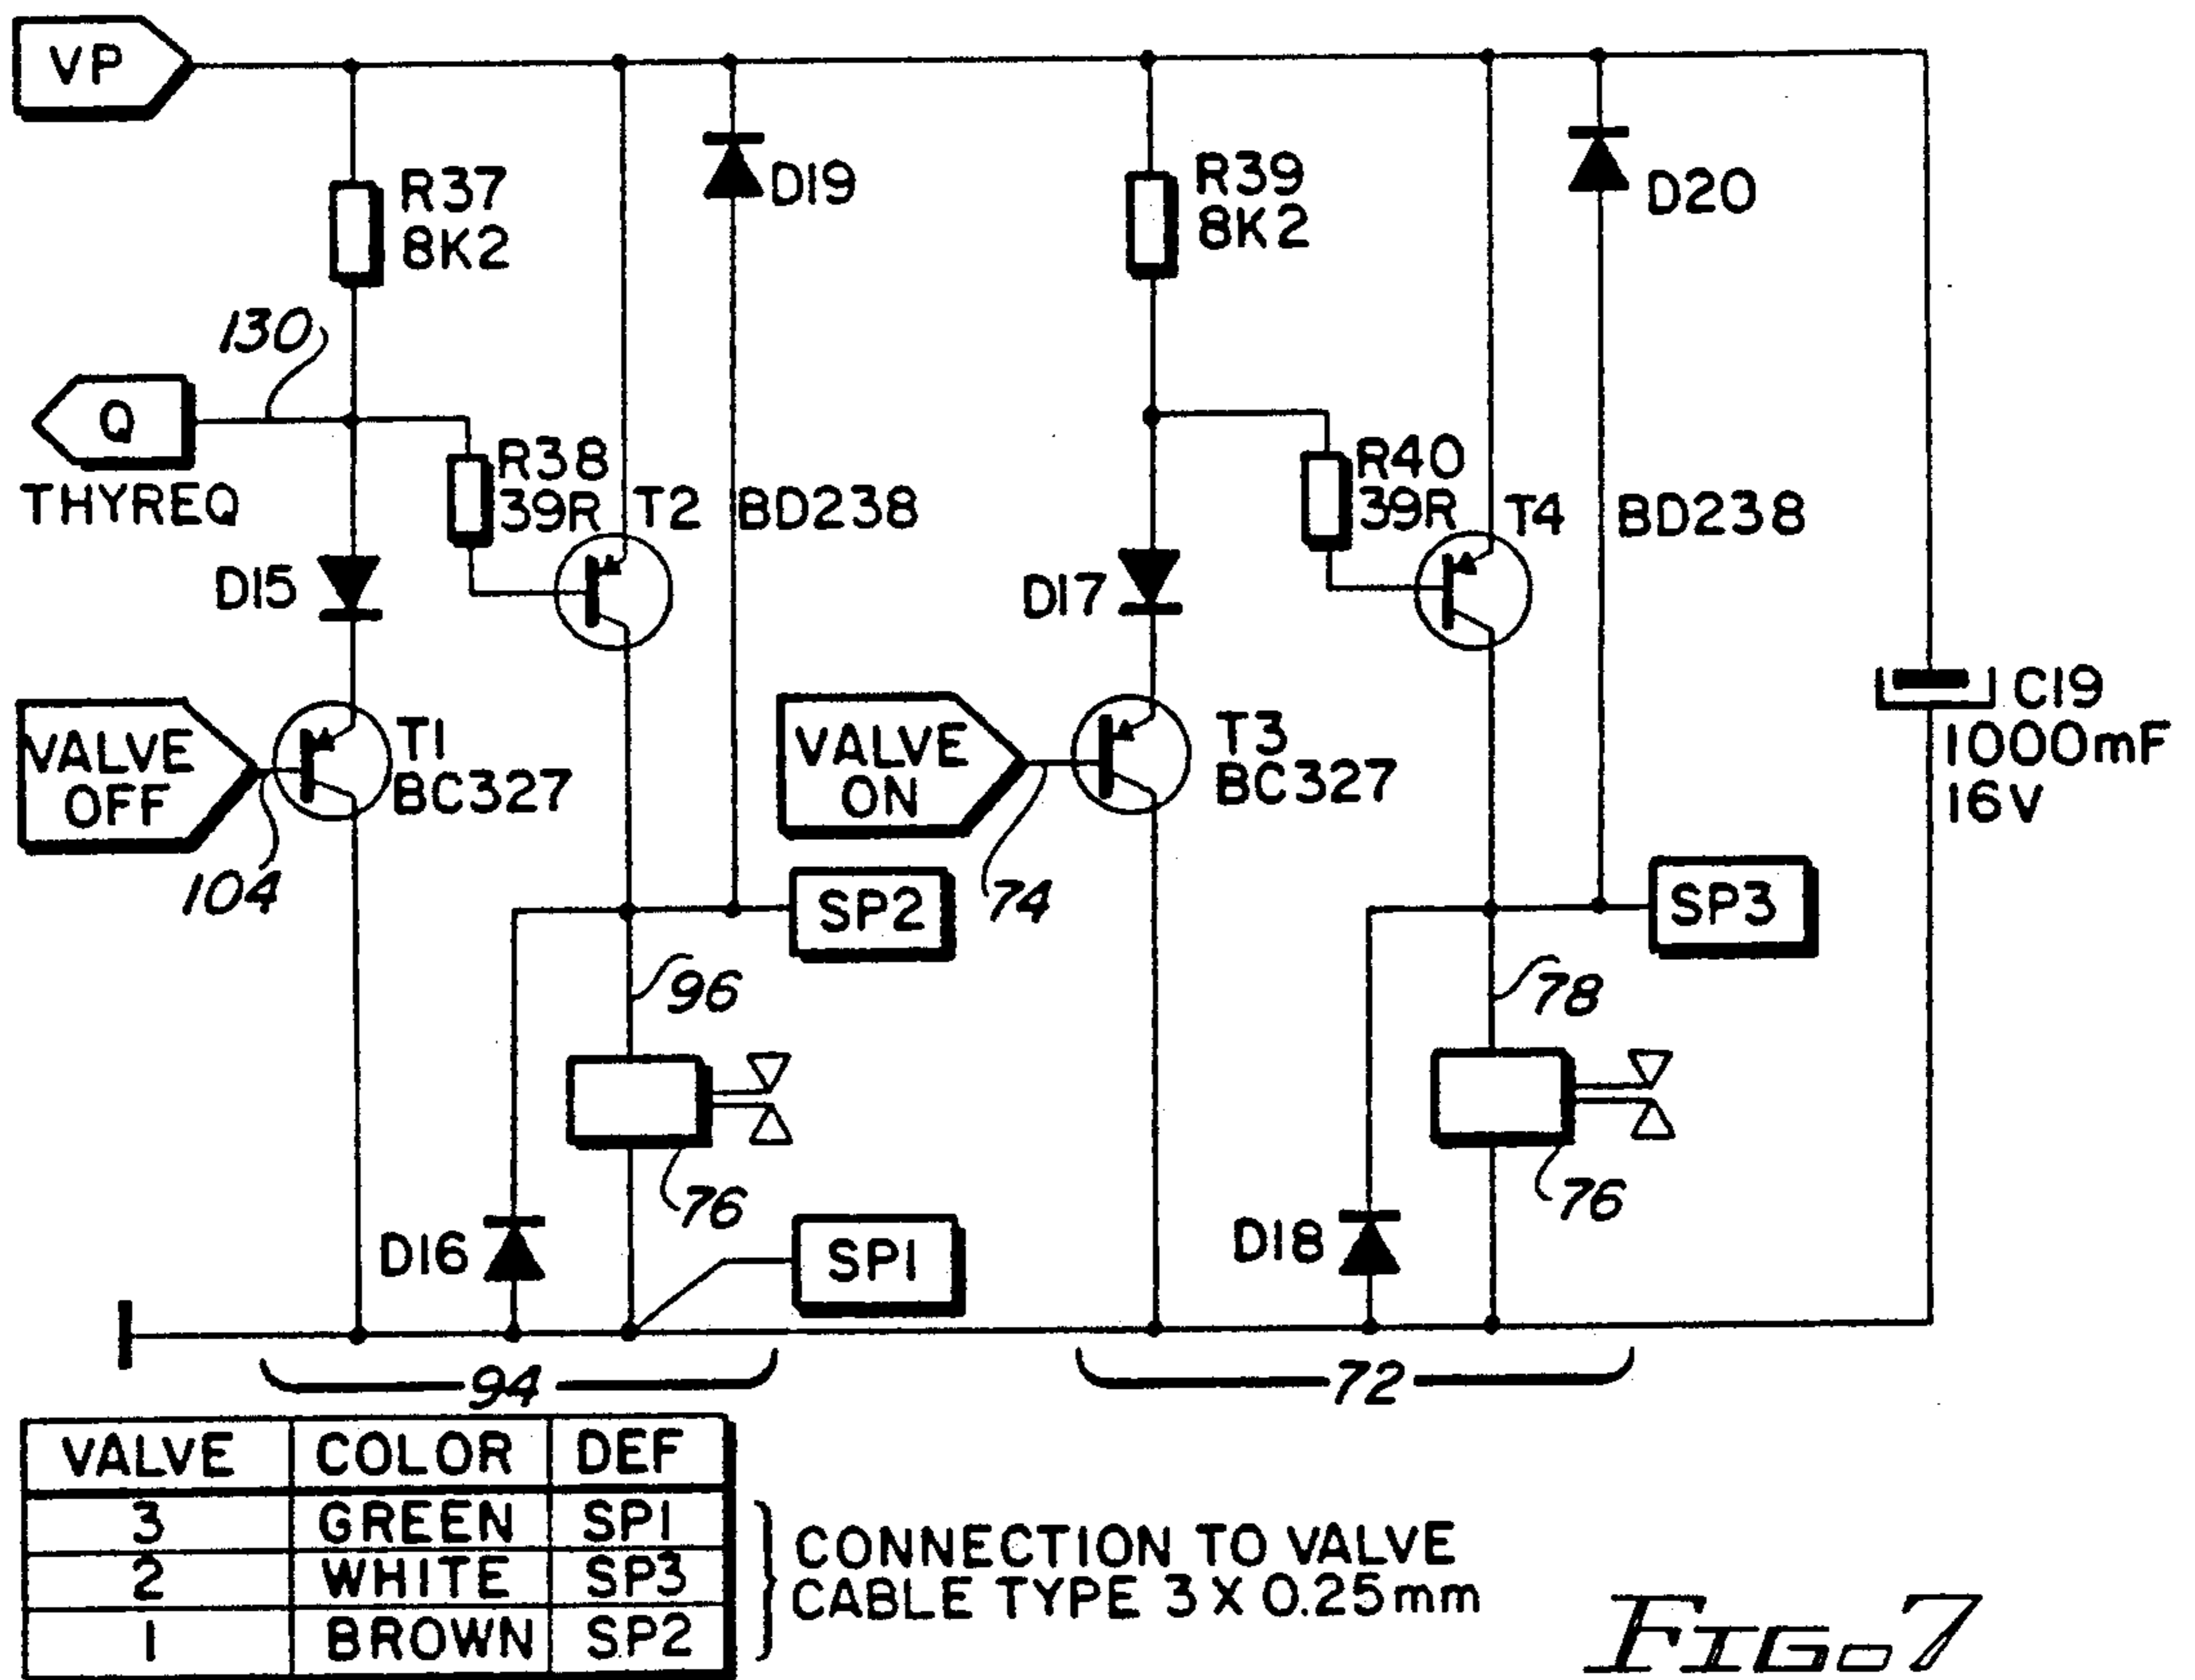 VP
R37
8K2
D19
R39
8K2
D20
130
Q
THYREQ
R38
39R
T2
BD238
R40
39R
T4
BD238
D15
D17
VALVE
OFF
T1
BC327
VALVE
ON
T3
BC327
C19
1000mF
16V
104
SP2
74
SP3
96
78
76
76
D16
SP1
D18
94
72
VALVE COLOR DEF
3 GREEN SP1
2 WHITE SP3
1 BROWN SP2
CONNECTION TO VALVE
CABLE TYPE 3 X 0.25mm
FIG. 7